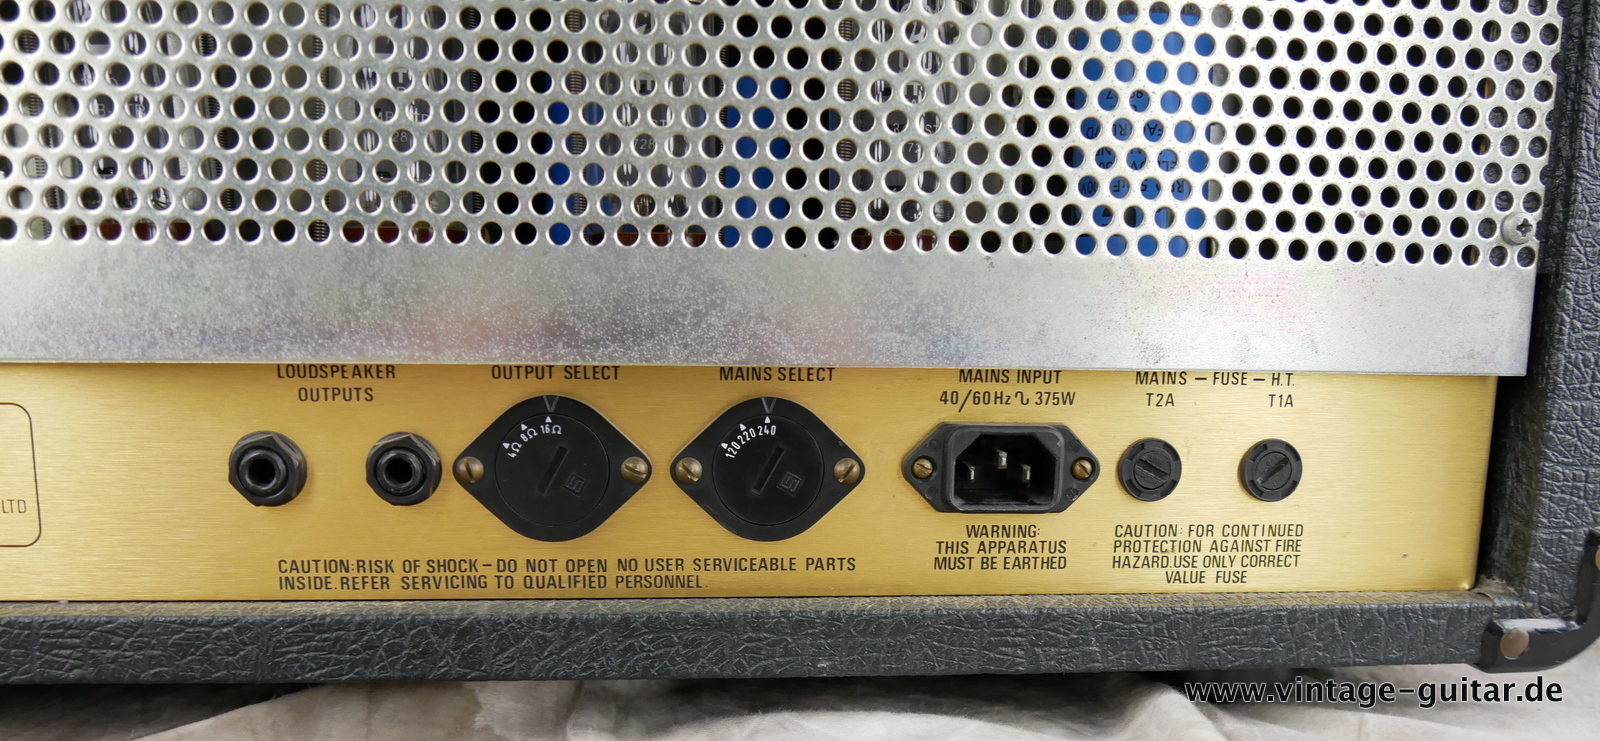 LOUDSPEAKER
OUTPUTS
OUTPUT SELECT
MAINS SELECT
MAINS INPUT
40/60Hz ∿ 375W
MAINS – FUSE – H.T.
T2A T1A
4Ω 8Ω 16Ω
120 220 240
LTD
WARNING:
THIS APPARATUS
MUST BE EARTHED
CAUTION: FOR CONTINUED
PROTECTION AGAINST FIRE
HAZARD.USE ONLY CORRECT
VALUE FUSE
CAUTION:RISK OF SHOCK – DO NOT OPEN NO USER SERVICEABLE PARTS
INSIDE.REFER SERVICING TO QUALIFIED PERSONNEL.
www.vintage-guitar.de